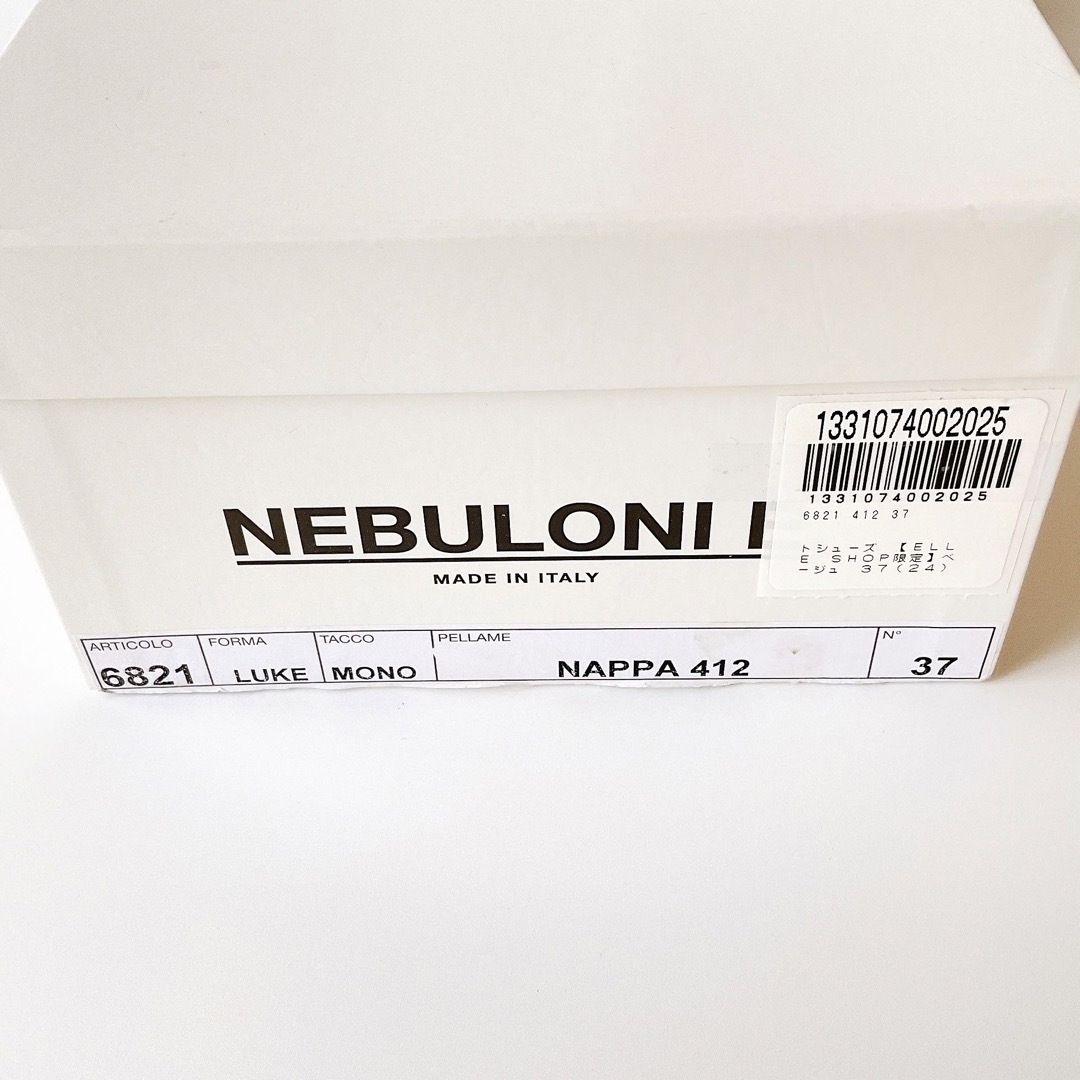 1331074002025
1331074002025
6821 412 37
トシューズ 【ELL
E SHOP限定】ベ
ージュ 37(24)
NEBULONI
MADE IN ITALY
ARTICOLO FORMA TACCO PELLAME N°
6821 LUKE MONO NAPPA 412 37